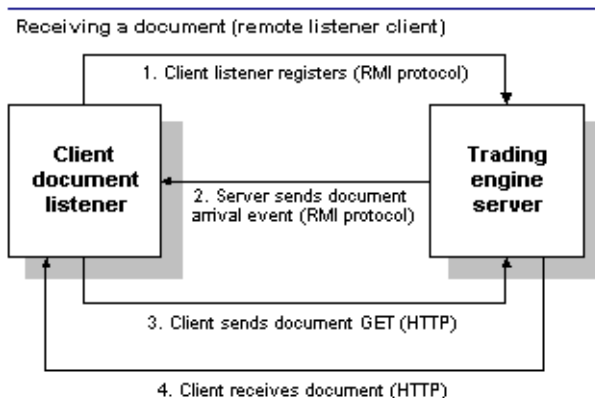 Receiving a document (remote listener client)
1. Client listener registers (RMI protocol)
Client
document
listener
Trading
engine
server
2. Server sends document
arrival event (RMI protocol)
3. Client sends document GET (HTTP)
4. Client receives document (HTTP)